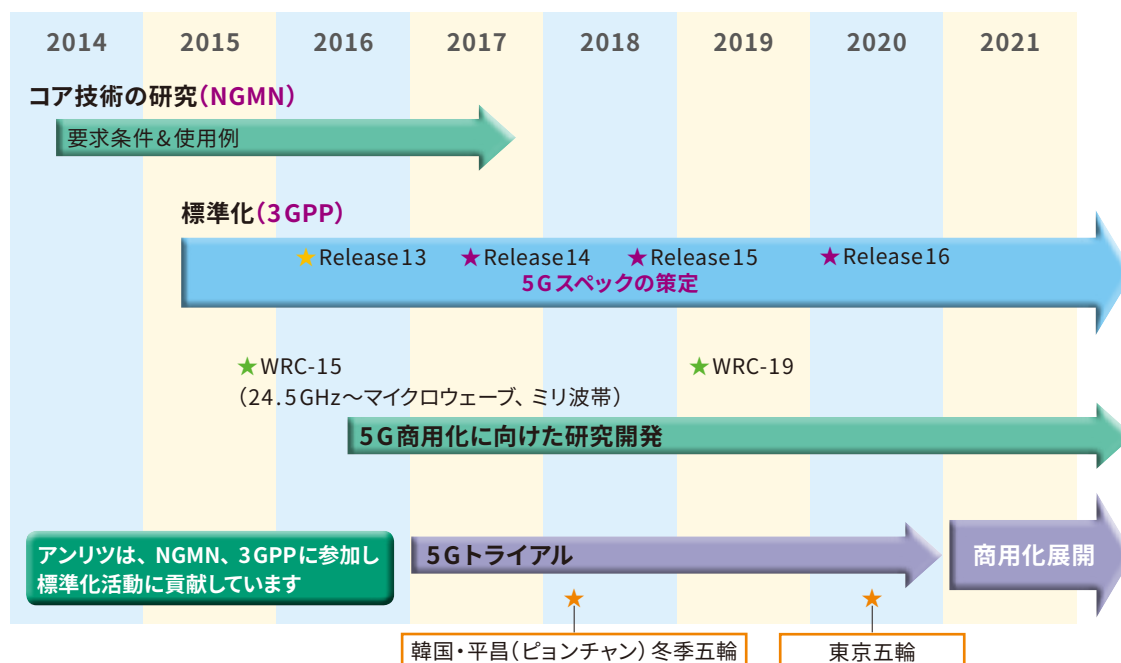 2014 2015 2016 2017 2018 2019 2020 2021
コア技術の研究(NGMN)
要求条件＆使用例
標準化(3GPP)
★Release13 ★Release14 ★Release15 ★Release16
5Gスペックの策定
★WRC-15 ★WRC-19
（24.5GHz～マイクロウェーブ、ミリ波帯）
5G商用化に向けた研究開発
アンリツは、NGMN、3GPPに参加し
標準化活動に貢献しています
5Gトライアル
商用化展開
韓国・平昌（ピョンチャン）冬季五輪
東京五輪